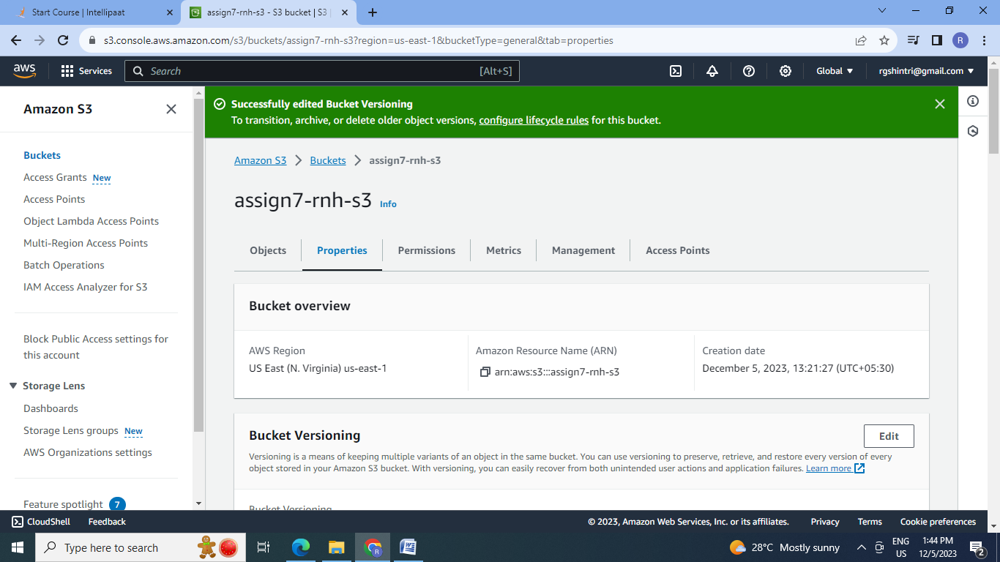 Start Course | Intellipaat
assign7-rnh-s3 - S3 bucket | S3 |
s3.console.aws.amazon.com/s3/buckets/assign7-rnh-s3?region=us-east-1&bucketType=general&tab=properties
R
aws
Services
Search
[Alt+S]
Global
rgshintri@gmail.com
Amazon S3
Buckets
Access Grants New
Access Points
Object Lambda Access Points
Multi-Region Access Points
Batch Operations
IAM Access Analyzer for S3
Block Public Access settings for
this account
Storage Lens
Dashboards
Storage Lens groups New
AWS Organizations settings
Feature spotlight 7
Successfully edited Bucket Versioning
To transition, archive, or delete older object versions, configure lifecycle rules for this bucket.
Amazon S3 > Buckets > assign7-rnh-s3
assign7-rnh-s3 Info
Objects
Properties
Permissions
Metrics
Management
Access Points
Bucket overview
AWS Region
US East (N. Virginia) us-east-1
Amazon Resource Name (ARN)
arn:aws:s3:::assign7-rnh-s3
Creation date
December 5, 2023, 13:21:27 (UTC+05:30)
Bucket Versioning
Edit
Versioning is a means of keeping multiple variants of an object in the same bucket. You can use versioning to preserve, retrieve, and restore every version of every
object stored in your Amazon S3 bucket. With versioning, you can easily recover from both unintended user actions and application failures. Learn more
Bucket Versioning
CloudShell
Feedback
© 2023, Amazon Web Services, Inc. or its affiliates.
Privacy
Terms
Cookie preferences
Type here to search
28°C Mostly sunny
ENG
US
1:44 PM
12/5/2023
2